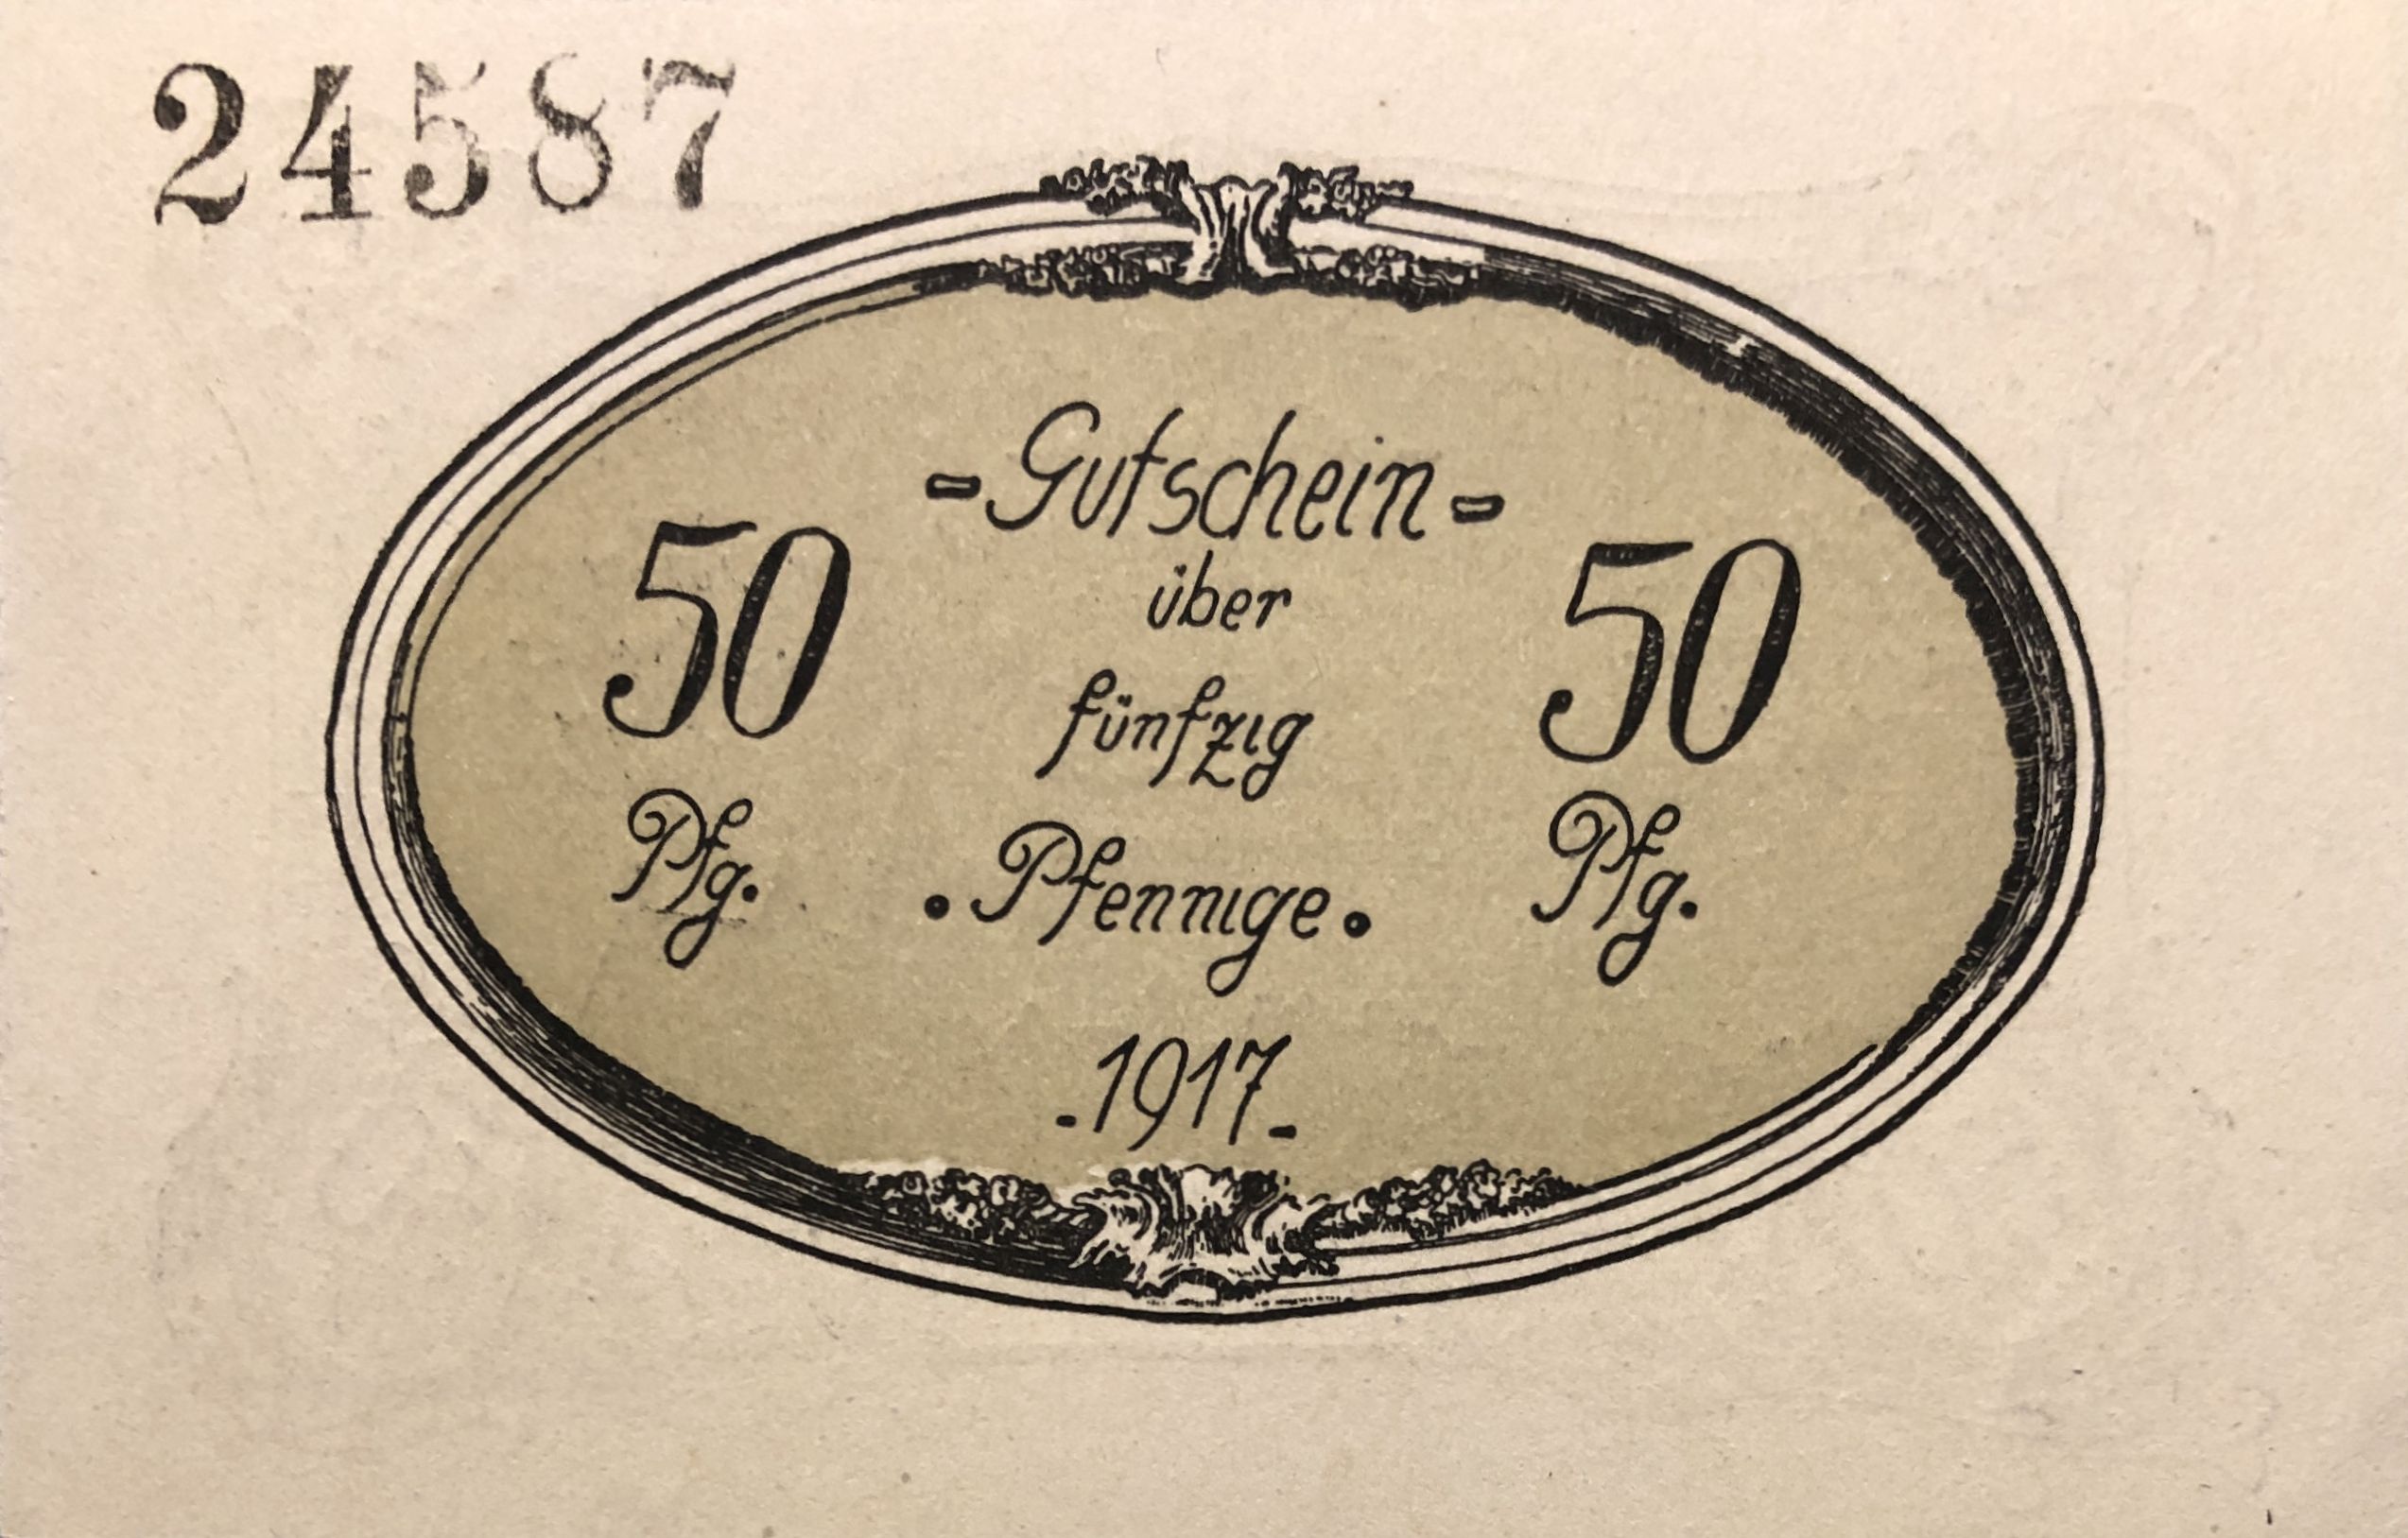 24587
- Gutschein -
über
50 fünfzig 50
Pfg. • Pfennige • Pfg.
- 1917 -